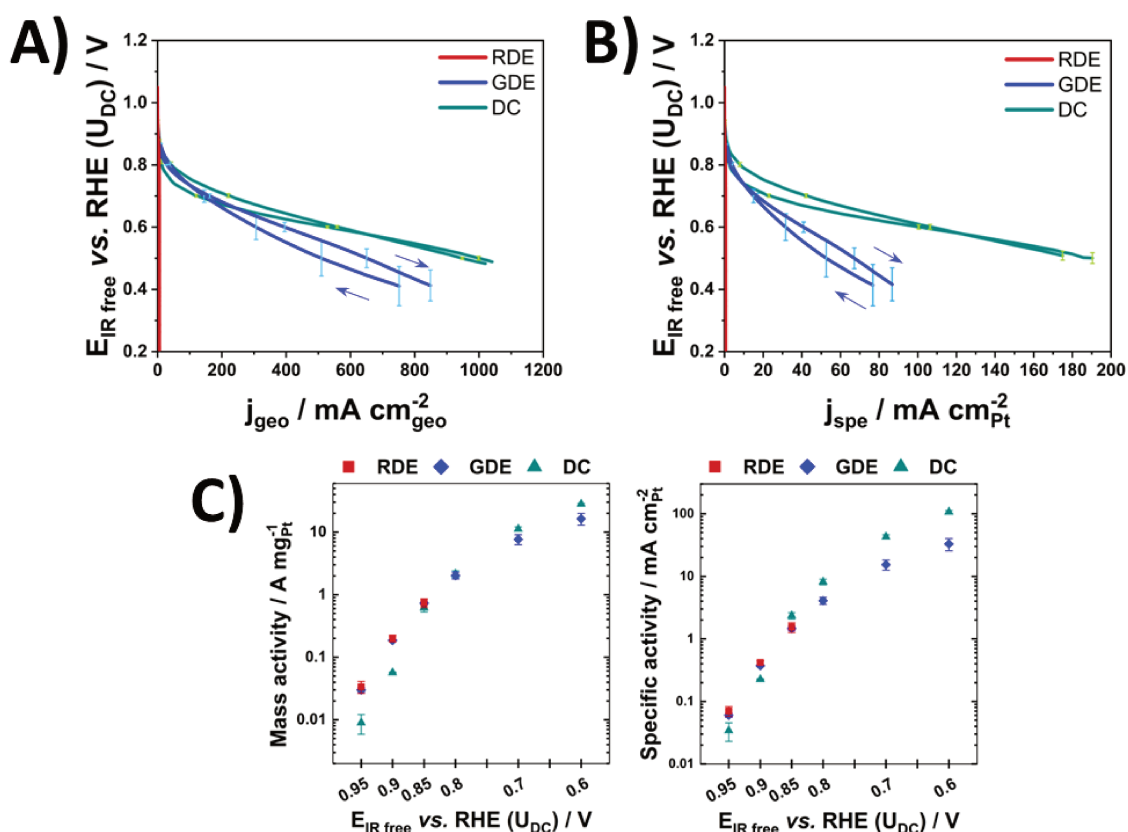 A)
E_IR free vs. RHE (U_DC) / V
1.2
1.0
0.8
0.6
0.4
0.2
RDE
GDE
DC
0 200 400 600 800 1000 1200
j_geo / mA cm⁻²_geo
B)
E_IR free vs. RHE (U_DC) / V
1.2
1.0
0.8
0.6
0.4
0.2
RDE
GDE
DC
0 20 40 60 80 100 120 140 160 180 200
j_spe / mA cm⁻²_Pt
C)
RDE GDE DC
Mass activity / A mg⁻¹_Pt
10
1
0.1
0.01
0.95 0.9 0.85 0.8 0.7 0.6
E_IR free vs. RHE (U_DC) / V
RDE GDE DC
Specific activity / mA cm⁻²_Pt
100
10
1
0.1
0.01
0.95 0.9 0.85 0.8 0.7 0.6
E_IR free vs. RHE (U_DC) / V